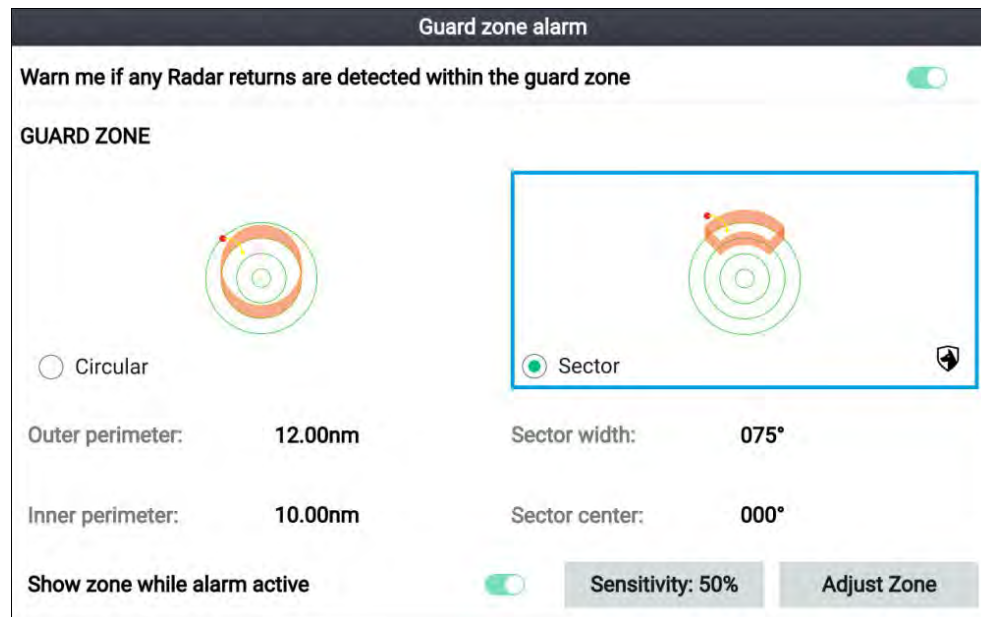 Guard zone alarm
Warn me if any Radar returns are detected within the guard zone
GUARD ZONE
Circular
Sector
Outer perimeter: 12.00nm Sector width: 075°
Inner perimeter: 10.00nm Sector center: 000°
Show zone while alarm active Sensitivity: 50% Adjust Zone